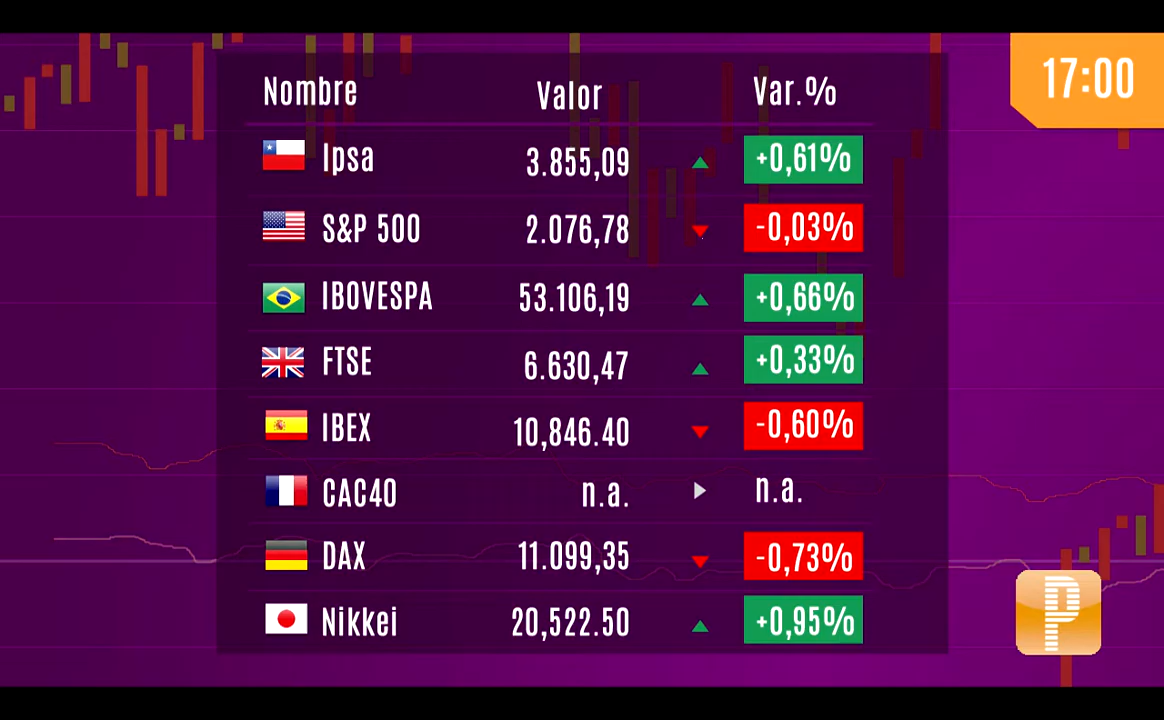 17:00
Nombre Valor Var.%
Ipsa 3.855,09 +0,61%
S&P 500 2.076,78 -0,03%
IBOVESPA 53.106,19 +0,66%
FTSE 6.630,47 +0,33%
IBEX 10,846.40 -0,60%
CAC40 n.a. n.a.
DAX 11.099,35 -0,73%
Nikkei 20,522.50 +0,95%
P